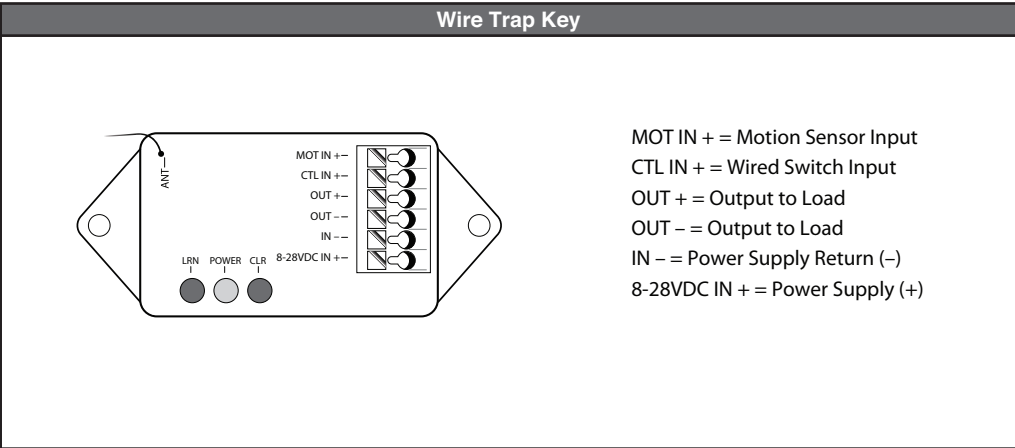 Wire Trap Key
ANT
MOT IN +
CTL IN +
OUT +
OUT –
IN –
8-28VDC IN +
LRN POWER CLR
MOT IN + = Motion Sensor Input
CTL IN + = Wired Switch Input
OUT + = Output to Load
OUT – = Output to Load
IN – = Power Supply Return (–)
8-28VDC IN + = Power Supply (+)